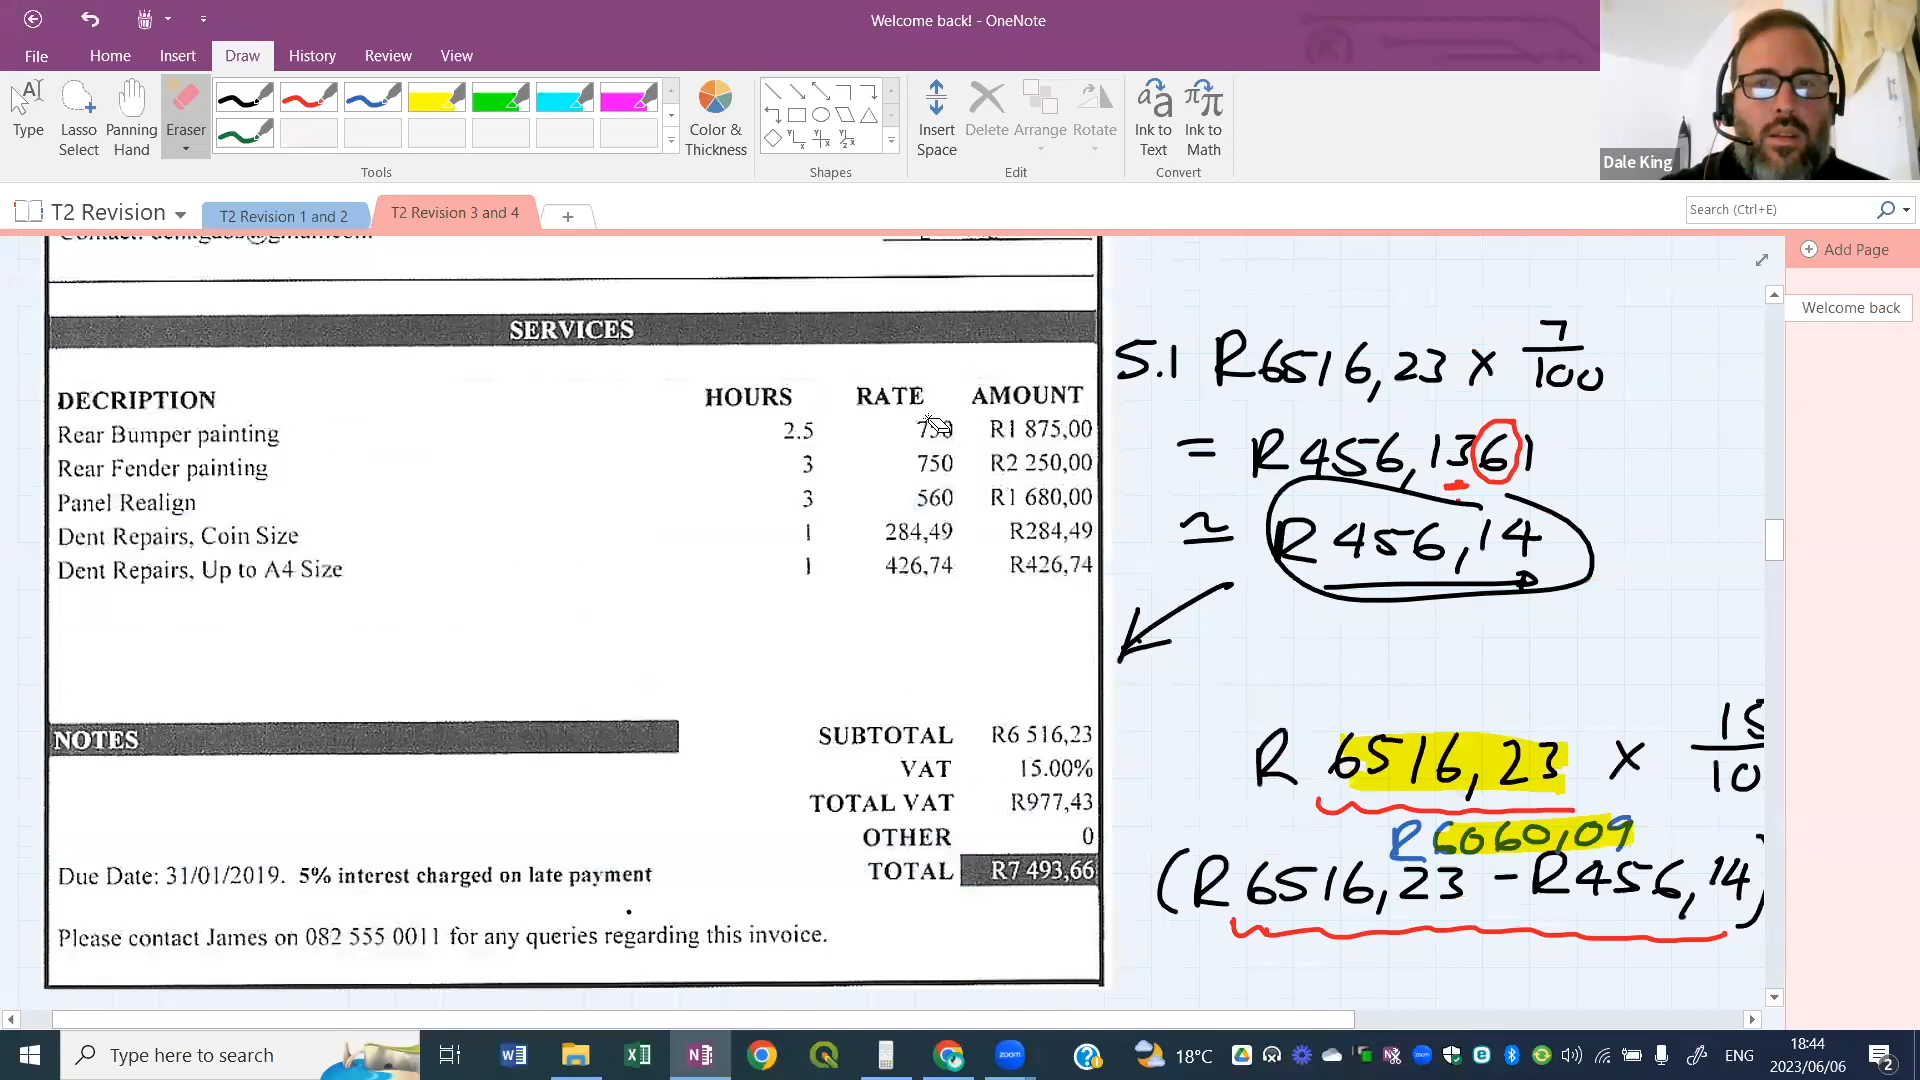 Welcome back! - OneNote
File Home Insert Draw History Review View
Type
Lasso Select
Panning Hand
Eraser
Color & Thickness
Insert Space
Delete
Arrange
Rotate
Ink to Text
Ink to Math
Tools
Shapes
Edit
Convert
Dale King
T2 Revision
T2 Revision 1 and 2
T2 Revision 3 and 4
Search (Ctrl+E)
Add Page
Welcome back
SERVICES
DECRIPTION HOURS RATE AMOUNT
Rear Bumper painting 2.5 750 R1 875,00
Rear Fender painting 3 750 R2 250,00
Panel Realign 3 560 R1 680,00
Dent Repairs, Coin Size 1 284,49 R284,49
Dent Repairs, Up to A4 Size 1 426,74 R426,74
NOTES
SUBTOTAL R6 516,23
VAT 15.00%
TOTAL VAT R977,43
OTHER 0
Due Date: 31/01/2019. 5% interest charged on late payment
TOTAL R7 493,66
Please contact James on 082 555 0011 for any queries regarding this invoice.
5.1 R6516,23 × 7/100
= R456,1361
≃ R456,14
R 6516,23 ×
R6060,09
(R6516,23 - R456,14)
Type here to search
18°C
ENG
18:44
2023/06/06
2